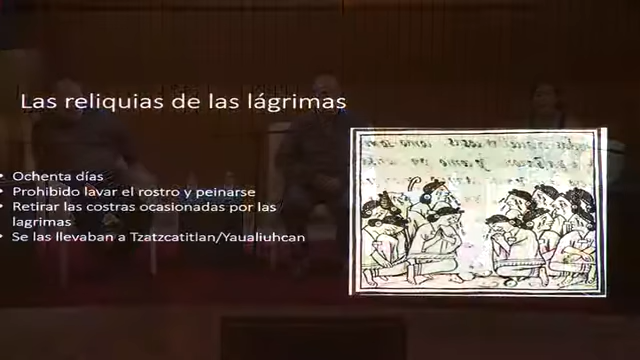 Las reliquias de las lágrimas
• Ochenta días
• Prohibido lavar el rostro y peinarse
• Retirar las costras ocasionadas por las
lagrimas
• Se las llevaban a Tzatzcatitlan/Yaualiuhcan